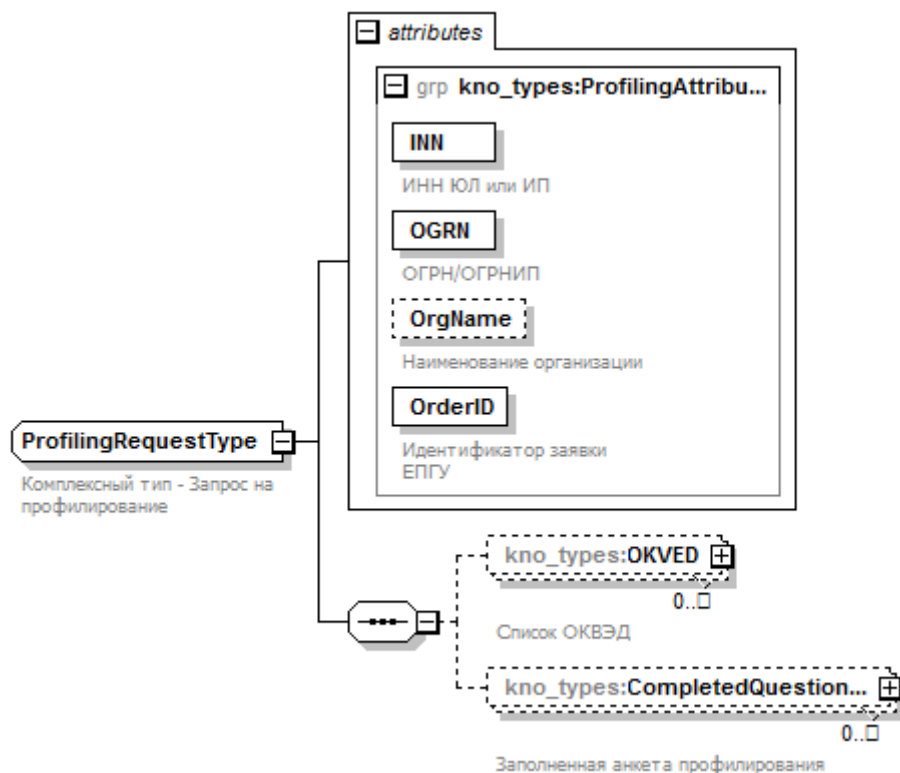 attributes
grp kno_types:ProfilingAttribu...
INN
ИНН ЮЛ или ИП
OGRN
ОГРН/ОГРНИП
OrgName
Наименование организации
OrderID
Идентификатор заявки
ЕПГУ
ProfilingRequestType
Комплексный тип - Запрос на
профилирование
kno_types:OKVED
0..□
Список ОКВЭД
kno_types:CompletedQuestion...
0..□
Заполненная анкета профилирования